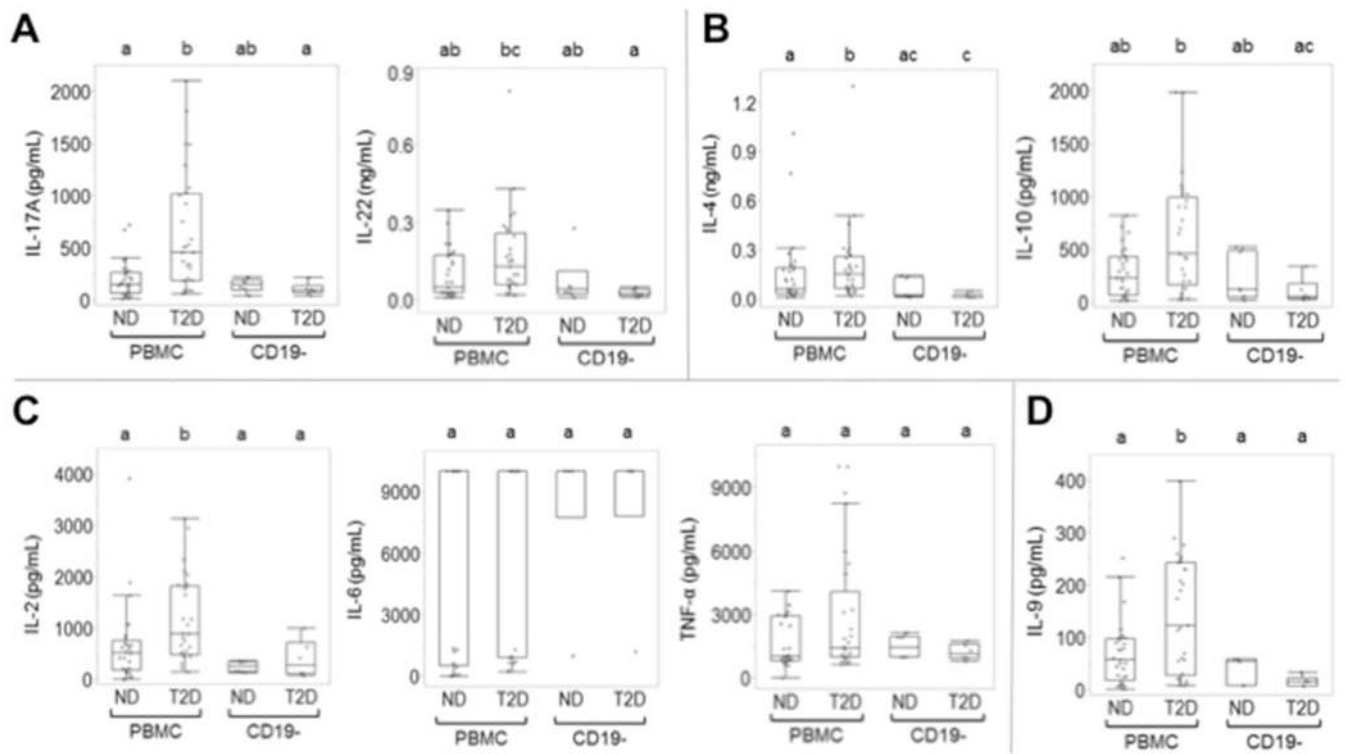 A
a b ab a
IL-17A (pg/mL)
2000
1500
1000
500
0
ND T2D ND T2D
PBMC CD19-
ab bc ab a
IL-22 (ng/mL)
0.9
0.6
0.3
0.0
ND T2D ND T2D
PBMC CD19-
B
a b ac c
IL-4 (ng/mL)
1.2
0.9
0.6
0.3
0.0
ND T2D ND T2D
PBMC CD19-
ab b ab ac
IL-10 (pg/mL)
2000
1500
1000
500
0
ND T2D ND T2D
PBMC CD19-
C
a b a a
IL-2 (pg/mL)
4000
3000
2000
1000
0
ND T2D ND T2D
PBMC CD19-
a a a a
IL-6 (pg/mL)
9000
6000
3000
0
ND T2D ND T2D
PBMC CD19-
a a a a
TNF-α (pg/mL)
9000
6000
3000
0
ND T2D ND T2D
PBMC CD19-
D
a b a a
IL-9 (pg/mL)
400
300
200
100
0
ND T2D ND T2D
PBMC CD19-